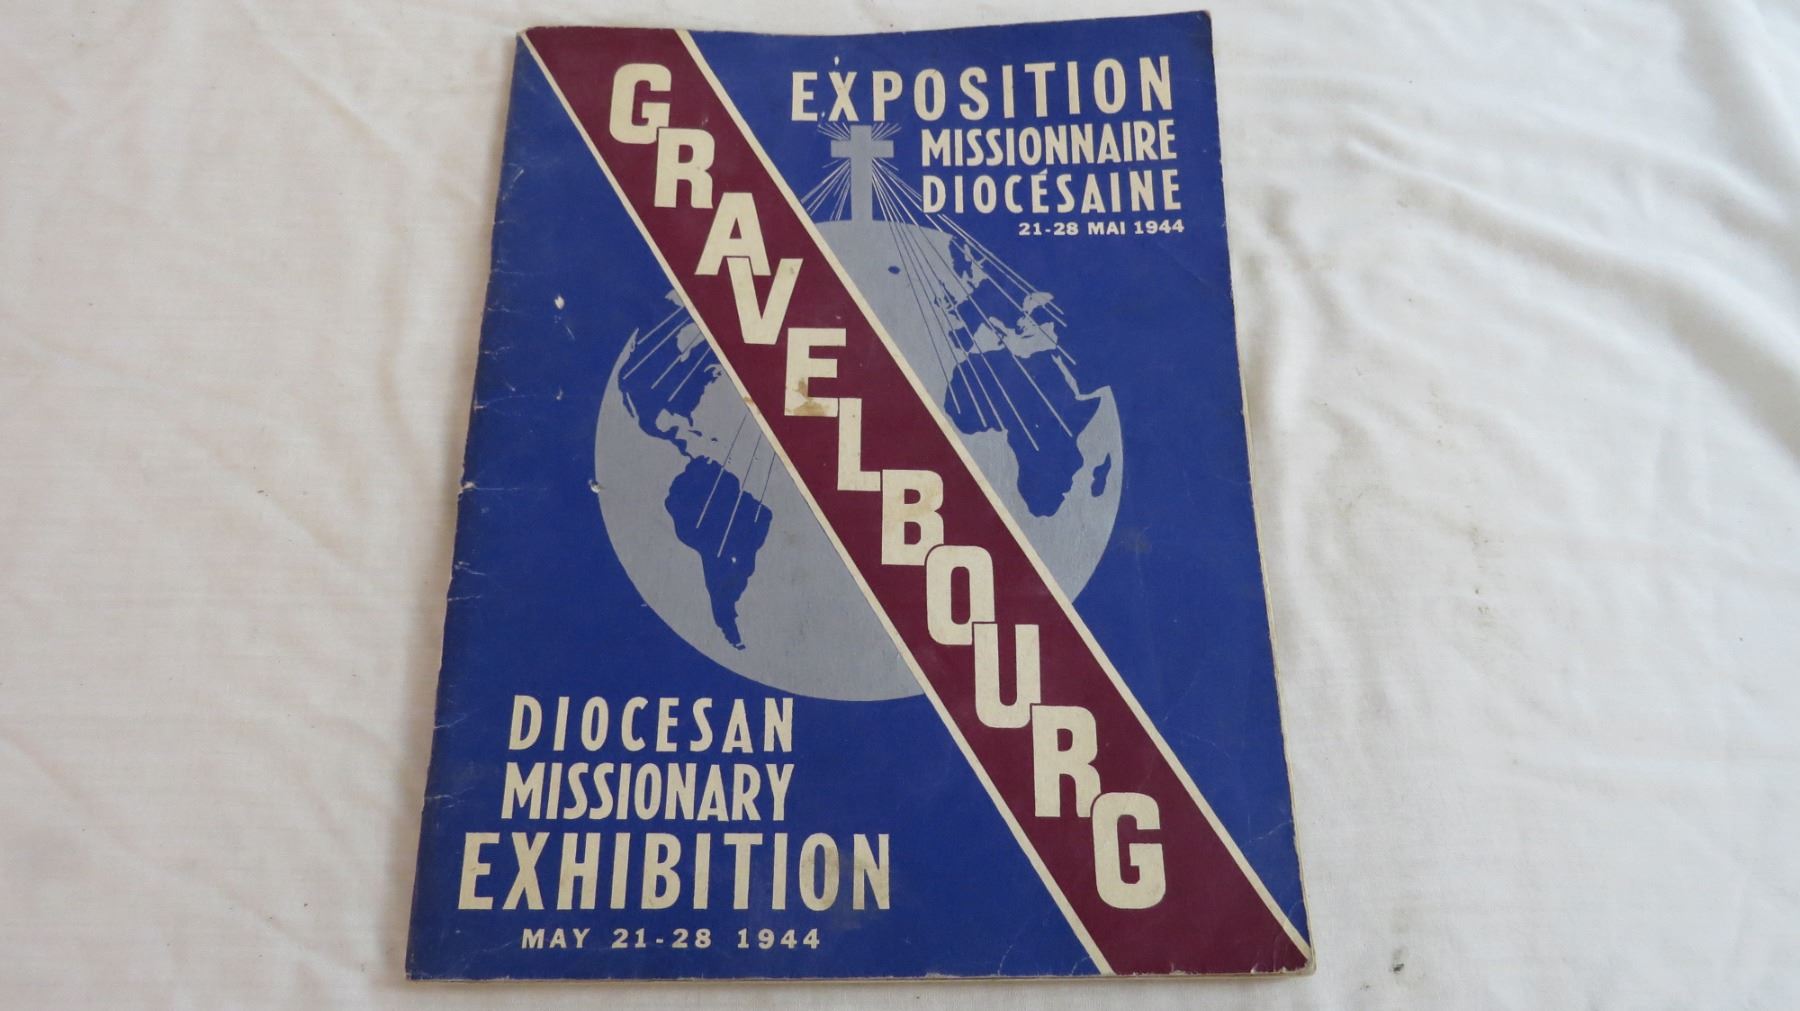 EXPOSITION
MISSIONNAIRE
DIOCÉSAINE
21-28 MAI 1944
GRAVELBOURG
DIOCESAN
MISSIONARY
EXHIBITION
MAY 21-28 1944